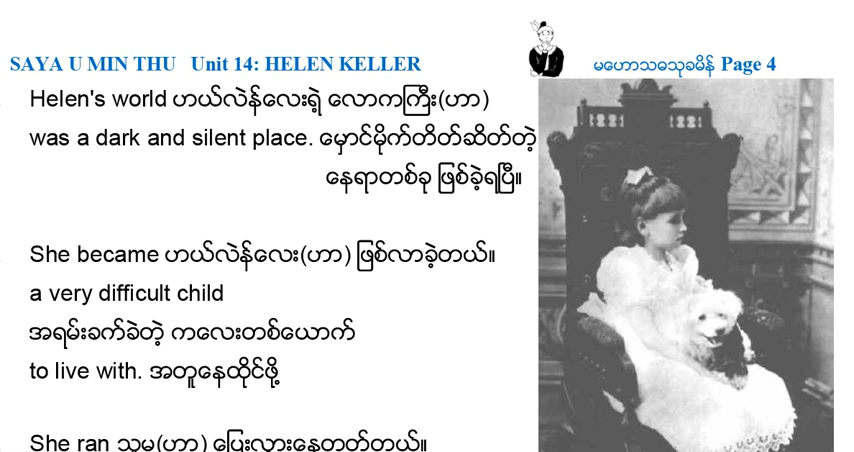 SAYA U MIN THU Unit 14: HELEN KELLER မဟောသဓသုခမိန် Page 4
Helen's world ဟယ်လဲန်လေးရဲ့ လောကကြီး(ဟာ)
was a dark and silent place. မှောင်မိုက်တိတ်ဆိတ်တဲ့
နေရာတစ်ခု ဖြစ်ခဲ့ရပြီ။
She became ဟယ်လဲန်လေး(ဟာ) ဖြစ်လာခဲ့တယ်။
a very difficult child
အရမ်းခက်ခဲတဲ့ ကလေးတစ်ယောက်
to live with. အတူနေထိုင်ဖို့
She ran သူမ(ဟာ) ပြေးလွှားနေတတ်တယ်။